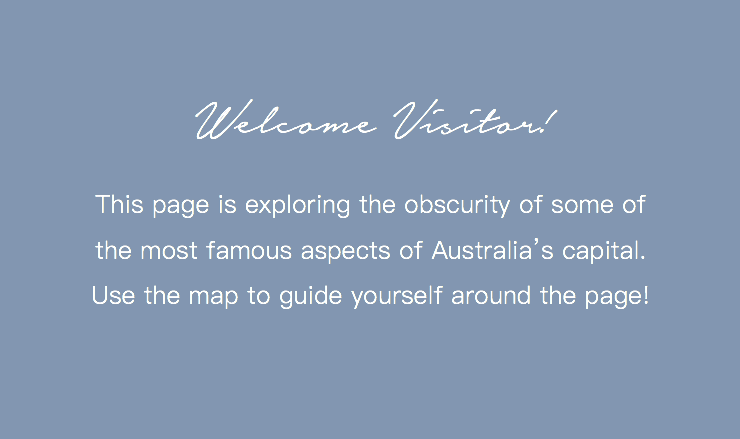 Welcome Visitor!
This page is exploring the obscurity of some of
the most famous aspects of Australia’s capital.
Use the map to guide yourself around the page!